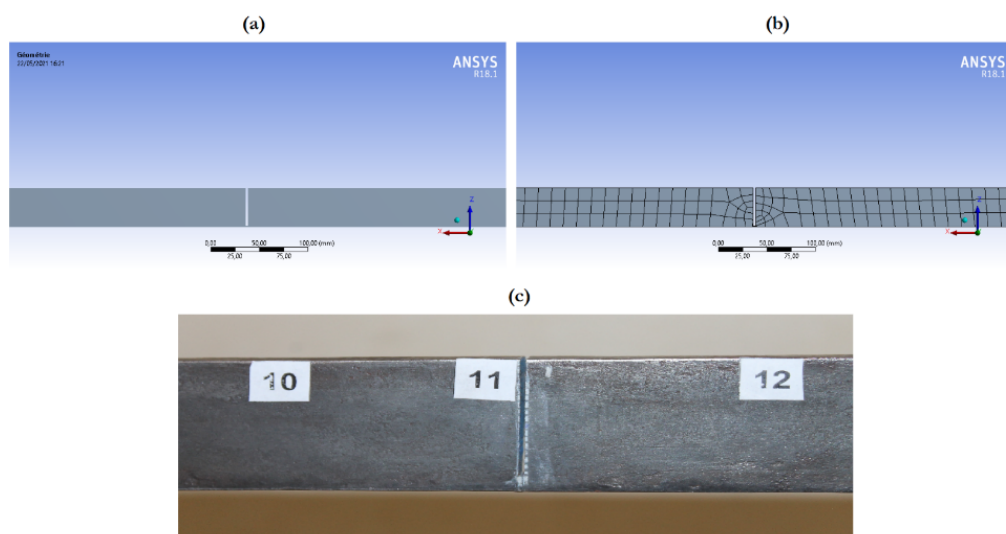 (a)
(b)
Géométrie
ANSYS
R18.1
Z
X
0,00 50,00 100,00 (mm)
25,00 75,00
ANSYS
R18.1
Z
X
0,00 50,00 100,00 (mm)
25,00 75,00
(c)
10
11
12